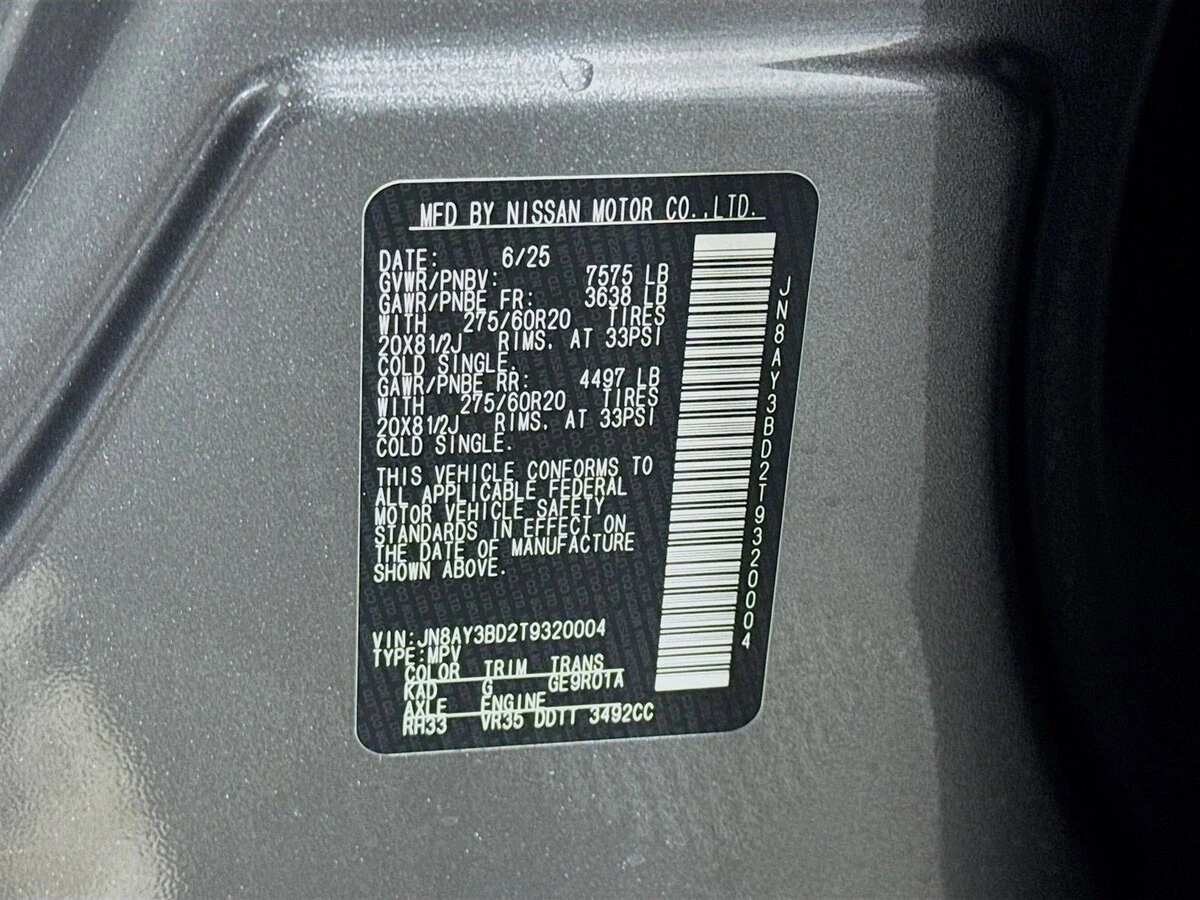 MFD BY NISSAN MOTOR CO.,LTD.
DATE: 6/25
GVWR/PNBV: 7575 LB
GAWR/PNBE FR: 3638 LB
WITH 275/60R20 TIRES
20X81/2J RIMS. AT 33PSI
COLD SINGLE.
GAWR/PNBE RR: 4497 LB
WITH 275/60R20 TIRES
20X81/2J RIMS. AT 33PSI
COLD SINGLE.
THIS VEHICLE CONFORMS TO
ALL APPLICABLE FEDERAL
MOTOR VEHICLE SAFETY
STANDARDS IN EFFECT ON
THE DATE OF MANUFACTURE
SHOWN ABOVE.
VIN:JN8AY3BD2T9320004
TYPE:MPV
COLOR TRIM TRANS
KAD G GE9R01A
AXLE ENGINE
RH33 VR35 DDTT 3492CC
JN8AY3BD2T9320004